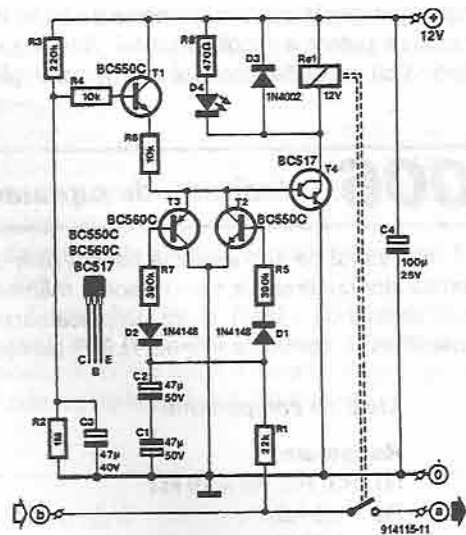 +
12V
R3
220k
R4
10k
BC550C
T1
R8
470Ω
D4
D3
1N4002
Re1
12V
R6
10k
BC517
T4
T3
T2
BC560C
BC550C
BC550C
BC560C
BC517
C
B
E
R7
390k
R5
390k
C4
100µ
25V
D2
1N4148
1N4148
D1
C2
47µ
50V
R2
1M
C3
47µ
40V
C1
47µ
50V
R1
22k
0
b
a
914115-11